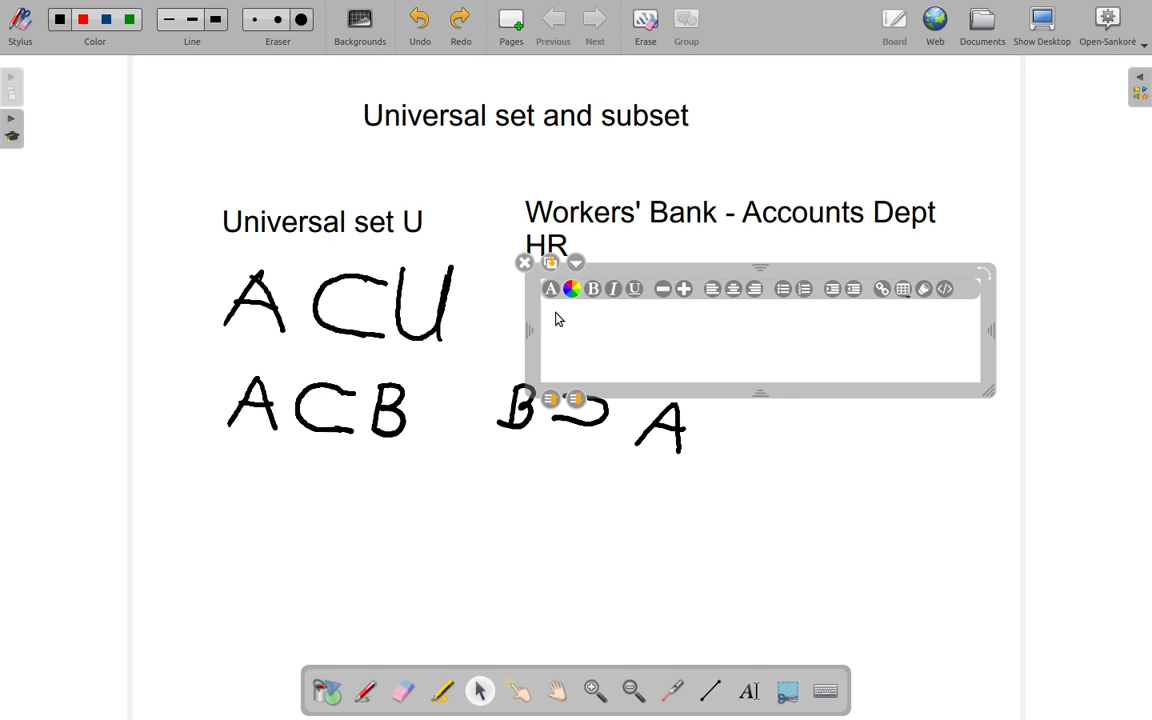 Stylus Color Line Eraser Backgrounds Undo Redo Pages Previous Next Erase Group Board Web Documents Show Desktop Open-Sankoré
Universal set and subset
Universal set U
Workers' Bank - Accounts Dept
HR
A ⊂ U
A ⊂ B
B ⊃ A